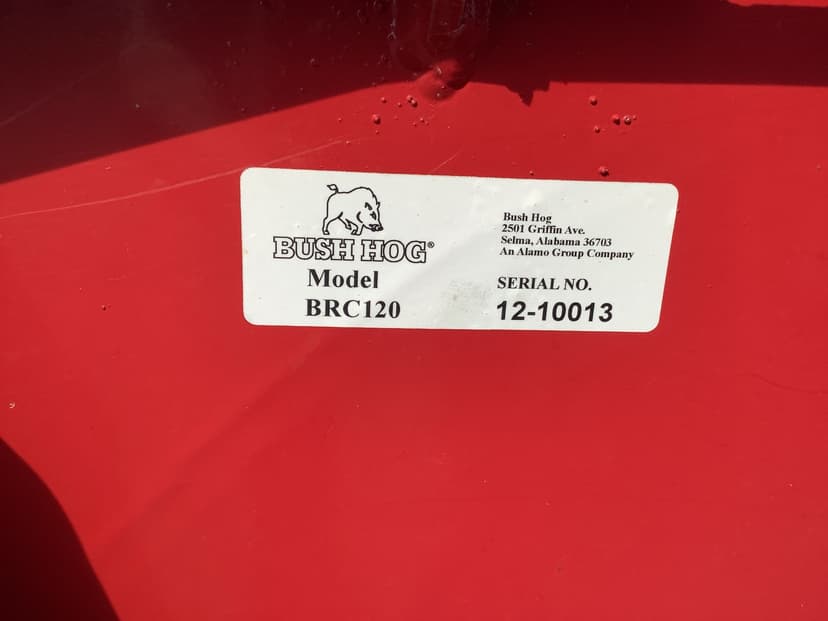 BUSH HOG®
Model
BRC120
Bush Hog
2501 Griffin Ave.
Selma, Alabama 36703
An Alamo Group Company
SERIAL NO.
12-10013